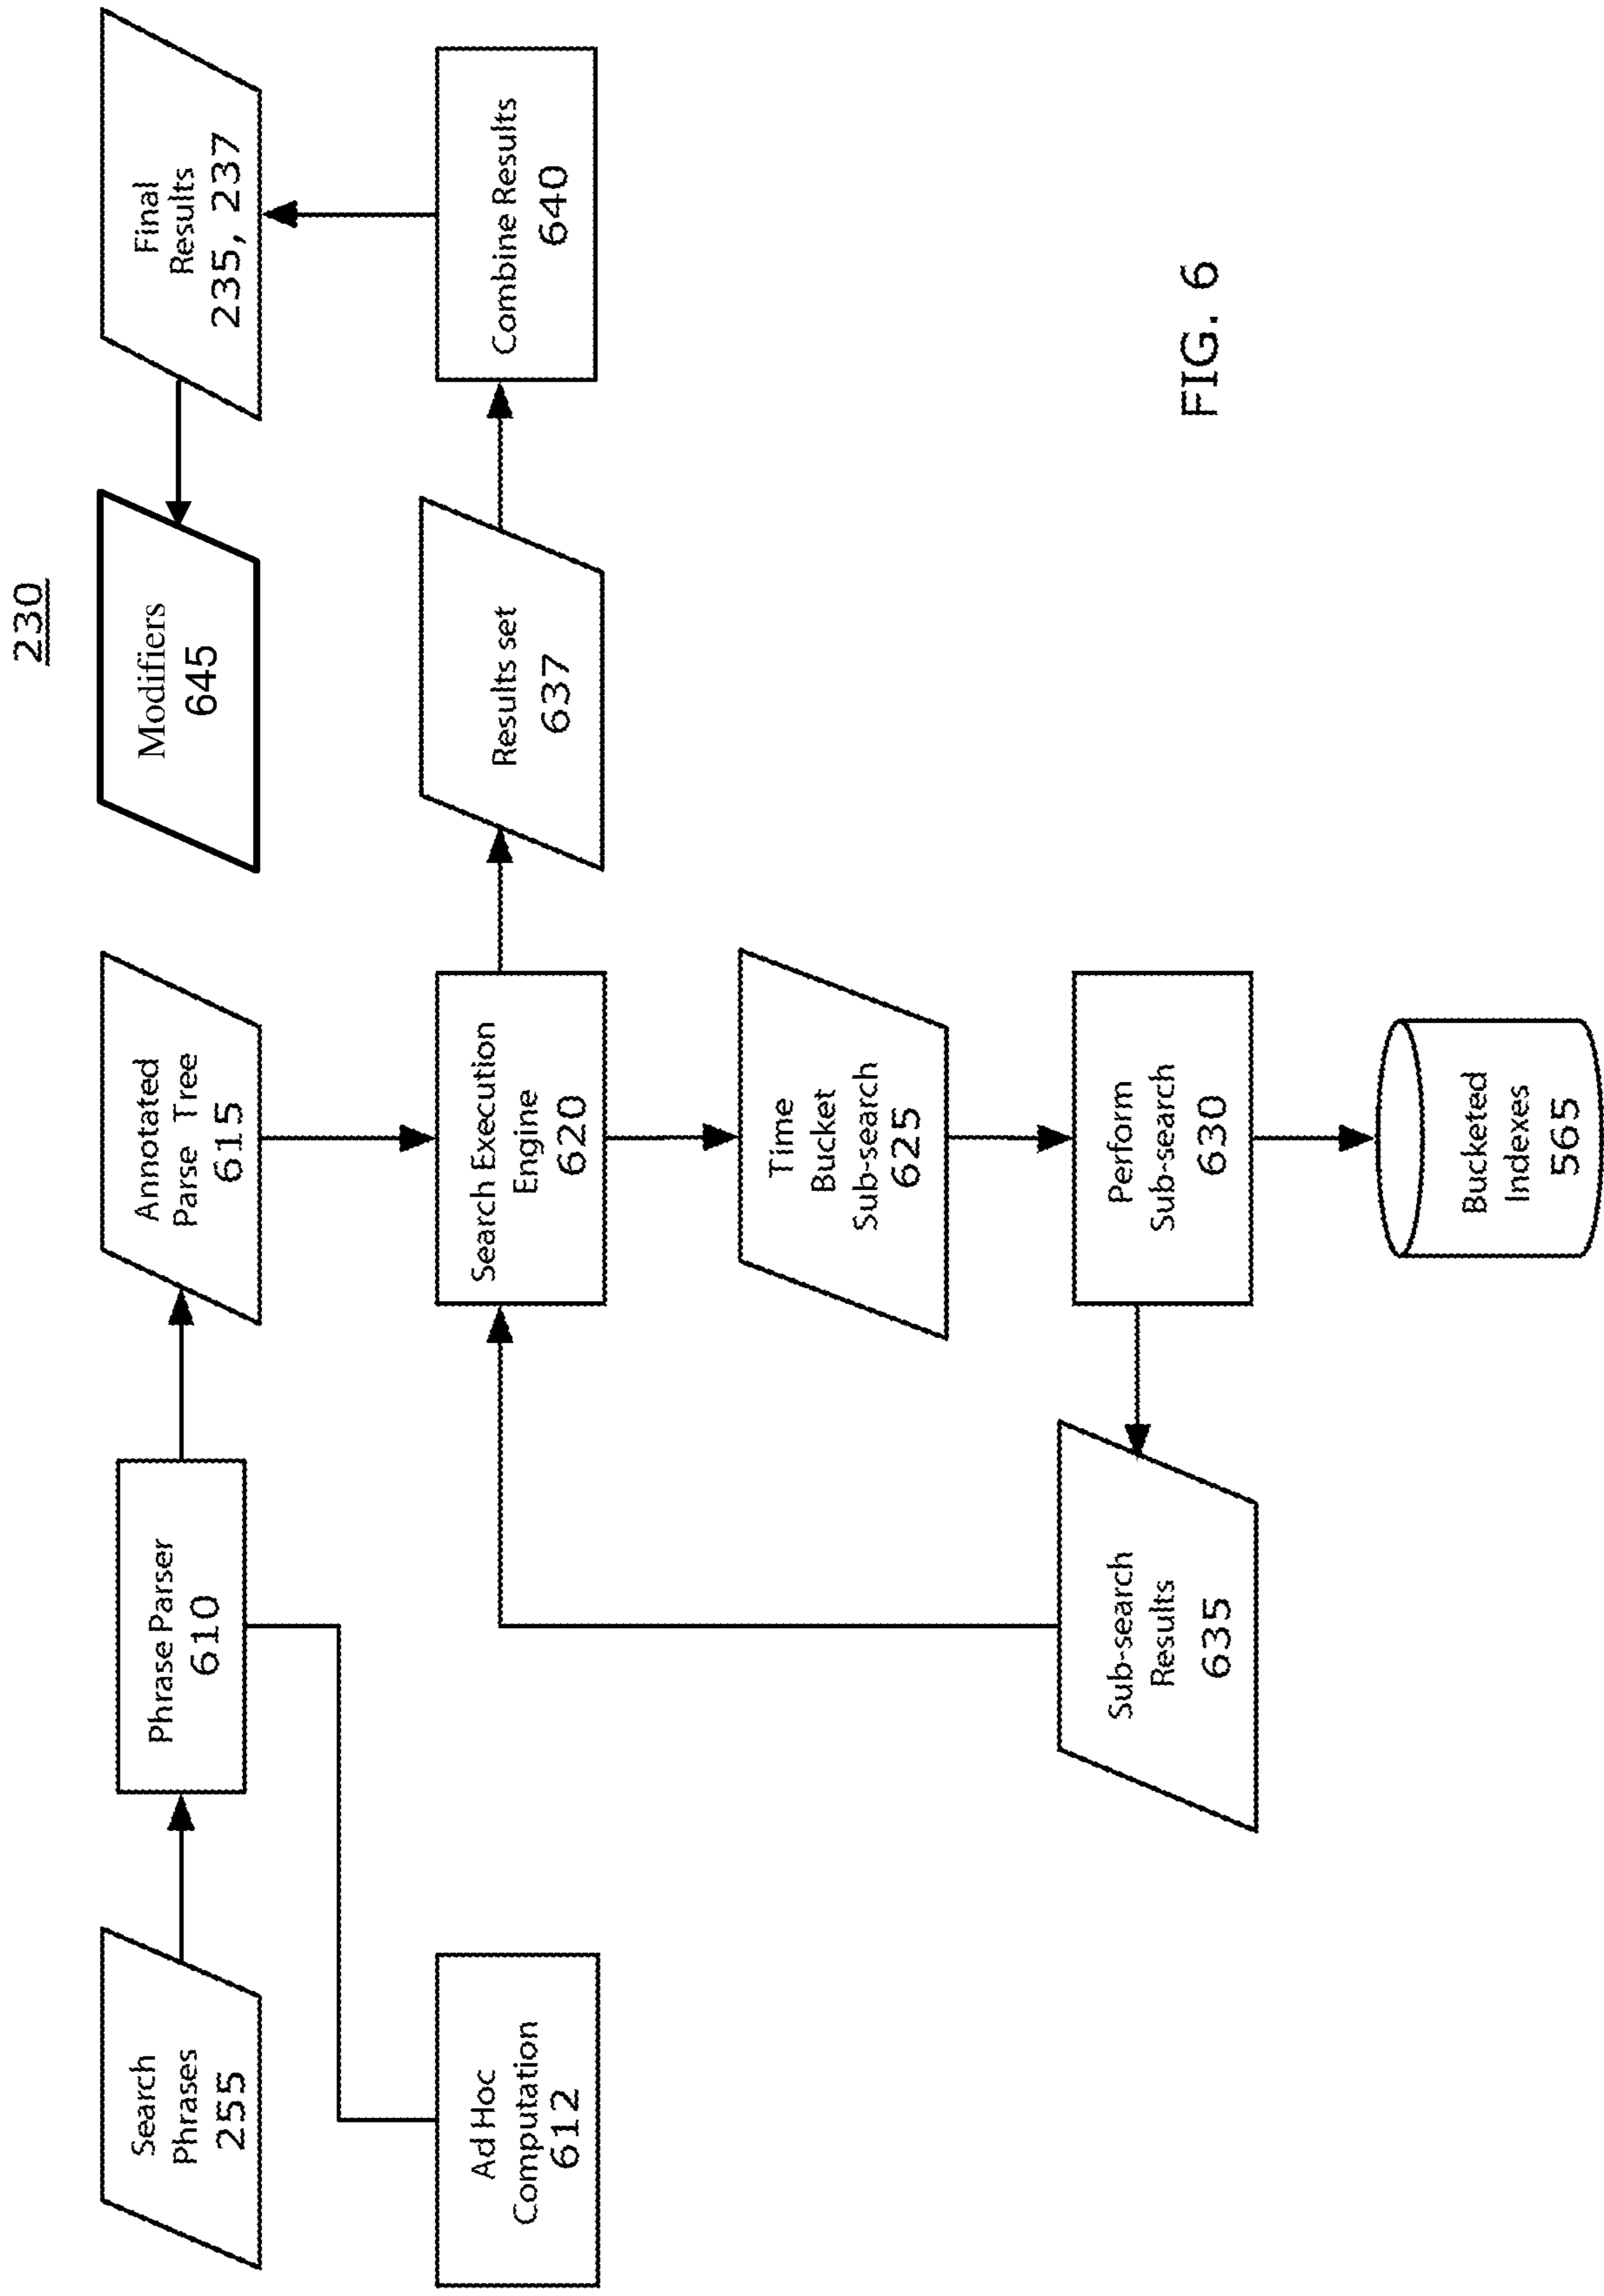 230
Search
Phrases
255
Phrase Parser
610
Annotated
Parse Tree
615
Modifiers
645
Final
Results
235, 237
Ad Hoc
Computation
612
Search Execution
Engine
620
Results set
637
Combine Results
640
Time
Bucket
Sub-search
625
Sub-search
Results
635
Perform
Sub-search
630
Bucketed
Indexes
565
FIG. 6